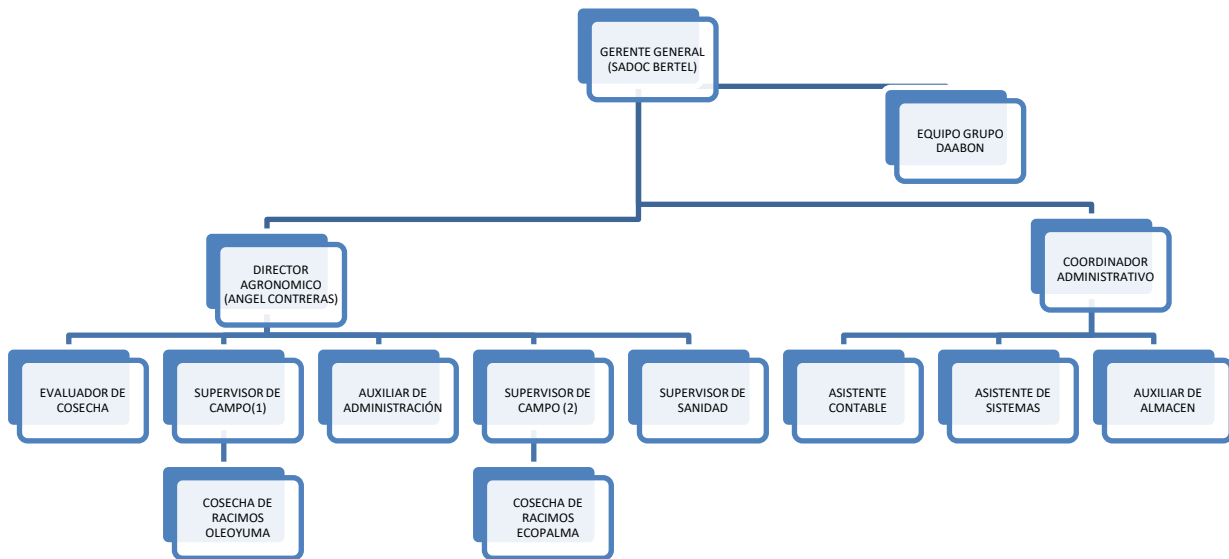 GERENTE GENERAL
(SADOC BERTEL)
EQUIPO GRUPO
DAABON
DIRECTOR
AGRONOMICO
(ANGEL CONTRERAS)
COORDINADOR
ADMINISTRATIVO
EVALUADOR DE
COSECHA
SUPERVISOR DE
CAMPO(1)
AUXILIAR DE
ADMINISTRACIÓN
SUPERVISOR DE
CAMPO (2)
SUPERVISOR DE
SANIDAD
ASISTENTE
CONTABLE
ASISTENTE DE
SISTEMAS
AUXILIAR DE
ALMACEN
COSECHA DE
RACIMOS
OLEOYUMA
COSECHA DE
RACIMOS
ECOPALMA